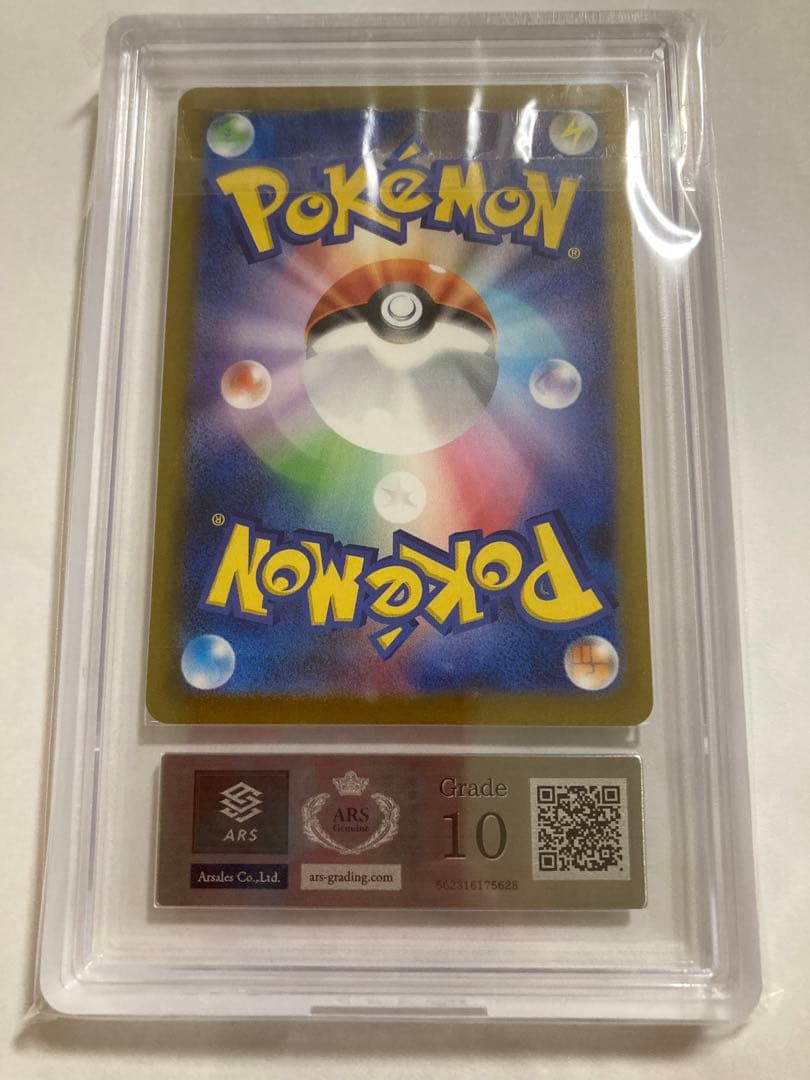 POKéMON
®
®
POKéMON
ARS
Arsales Co.,Ltd.
ARS
Genuine
ars-grading.com
Grade
10
562316175628